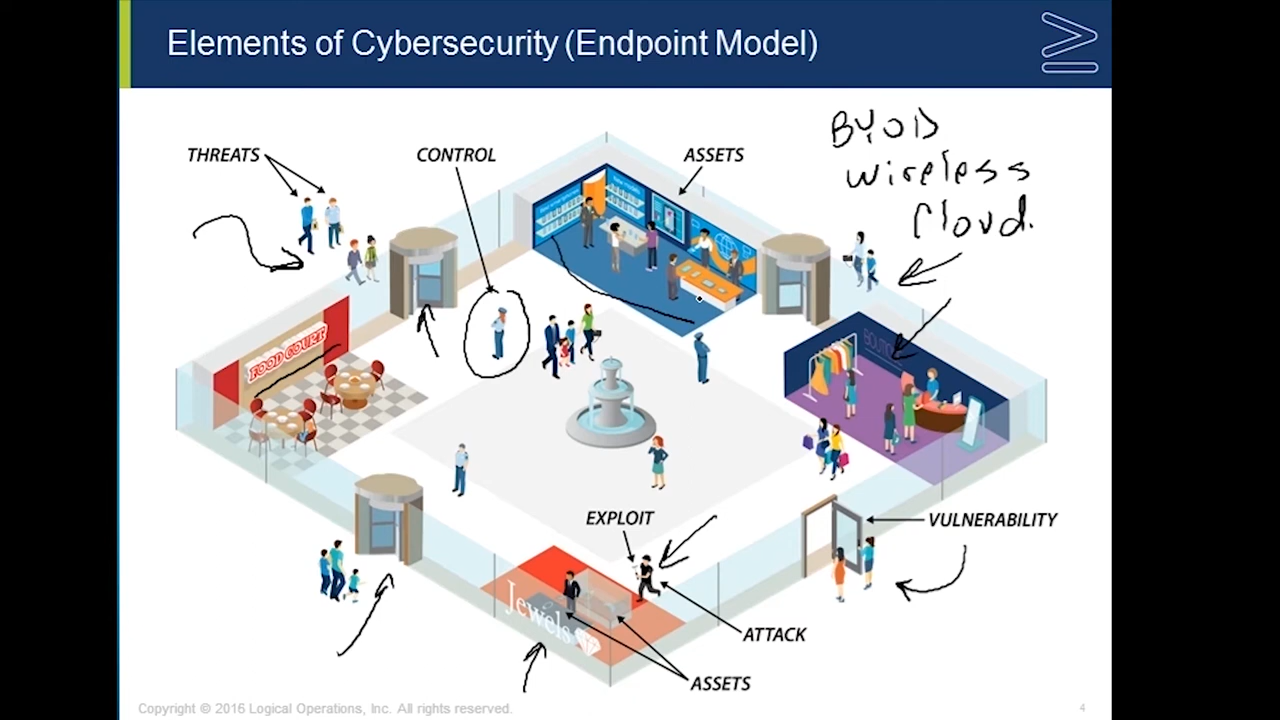 Elements of Cybersecurity (Endpoint Model)
BYOD
wireless
Cloud.
THREATS
CONTROL
ASSETS
FOOD COURT
EXPLOIT
VULNERABILITY
Jewels
ATTACK
ASSETS
Copyright © 2016 Logical Operations, Inc. All rights reserved.
4